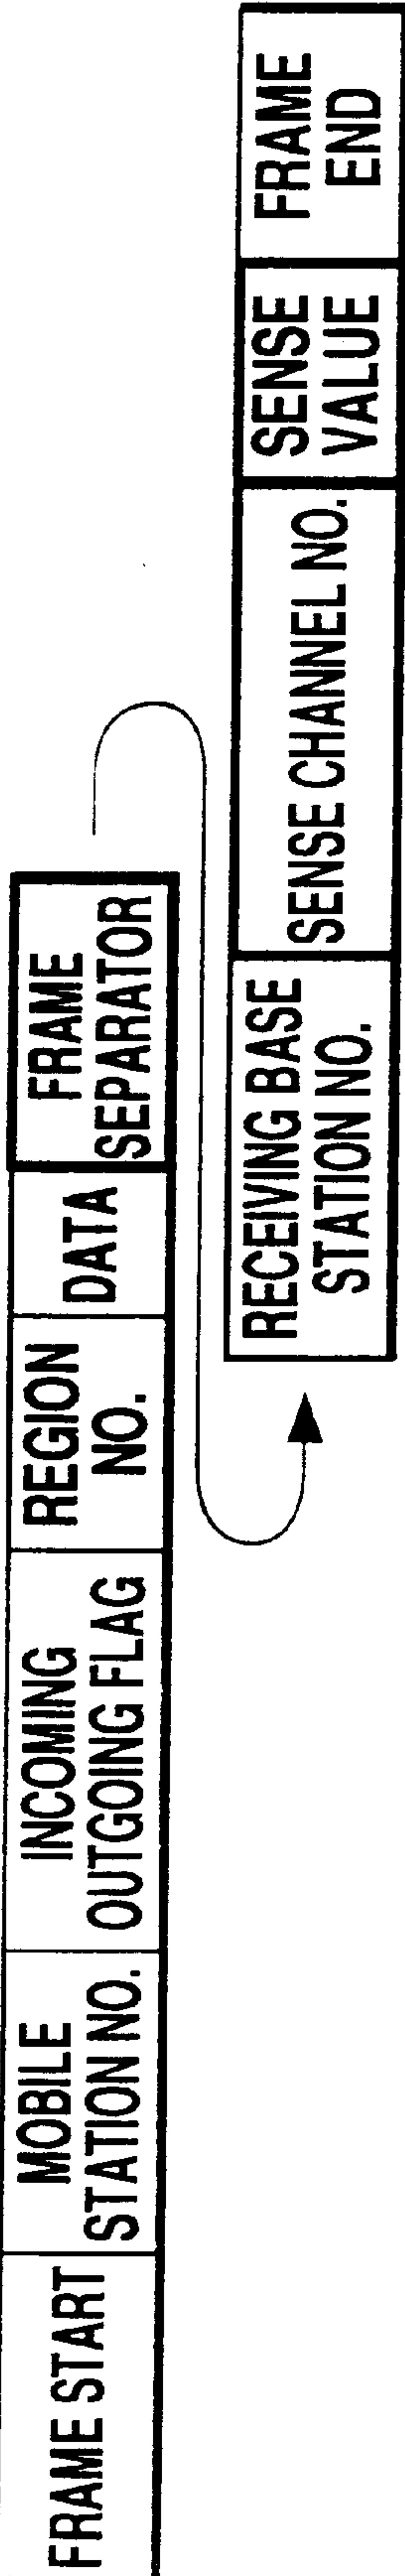 FRAME START
MOBILE
STATION NO.
INCOMING
OUTGOING FLAG
REGION
NO.
DATA
FRAME
SEPARATOR
RECEIVING BASE
STATION NO.
SENSE CHANNEL NO.
SENSE
VALUE
FRAME
END